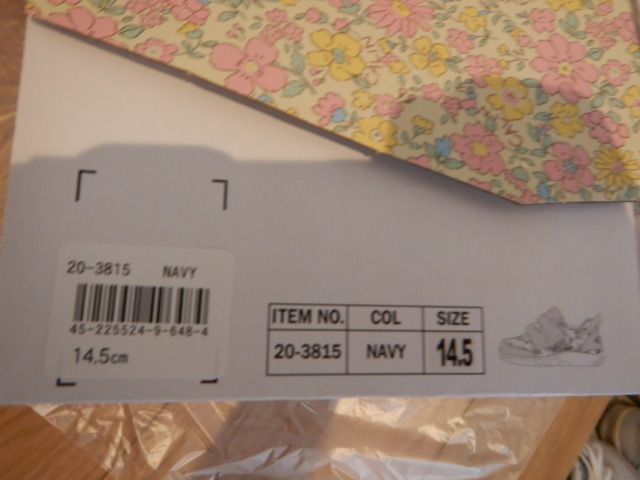 20-3815 NAVY
45-225524-9-648-4
14.5cm
ITEM NO. COL SIZE
20-3815 NAVY 14.5